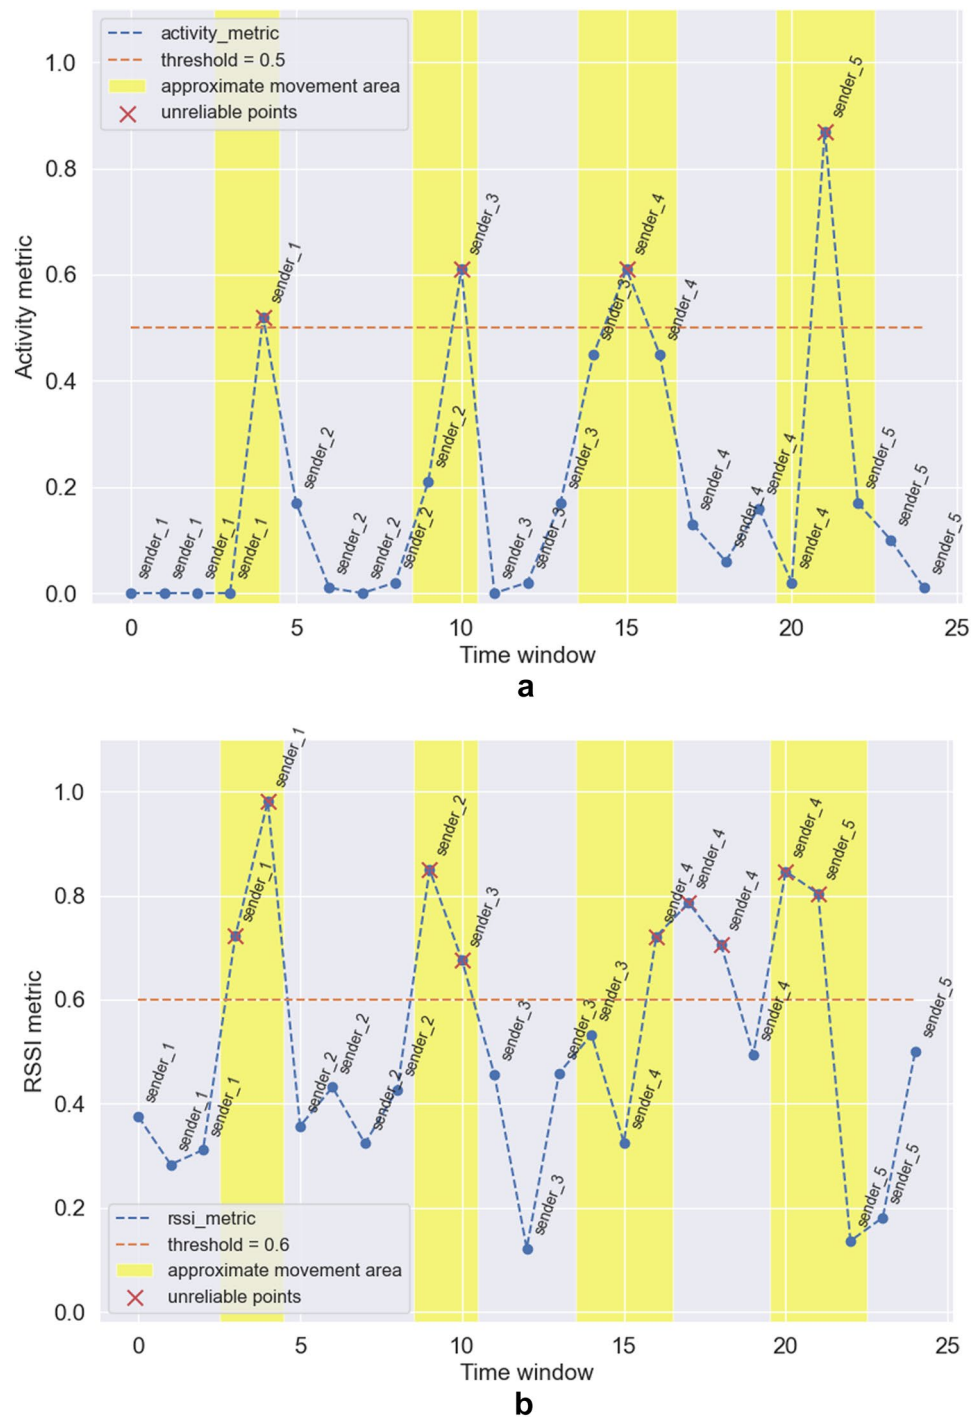 activity_metric
threshold = 0.5
approximate movement area
unreliable points
1.0
0.8
0.6
0.4
0.2
0.0
Activity metric
sender_1
sender_1
sender_1
sender_1
sender_1
sender_2
sender_2
sender_2
sender_2
sender_2
sender_3
sender_3
sender_3
sender_3
sender_3
sender_4
sender_4
sender_4
sender_4
sender_4
sender_4
sender_5
sender_5
sender_5
sender_5
0
5
10
15
20
25
Time window
a
sender_1
sender_1
sender_1
sender_1
sender_1
sender_2
sender_2
sender_2
sender_2
sender_2
sender_3
sender_3
sender_3
sender_3
sender_3
sender_4
sender_4
sender_4
sender_4
sender_4
sender_4
sender_5
sender_5
sender_5
sender_5
1.0
0.8
0.6
0.4
0.2
0.0
RSSI metric
rssi_metric
threshold = 0.6
approximate movement area
unreliable points
0
5
10
15
20
25
Time window
b